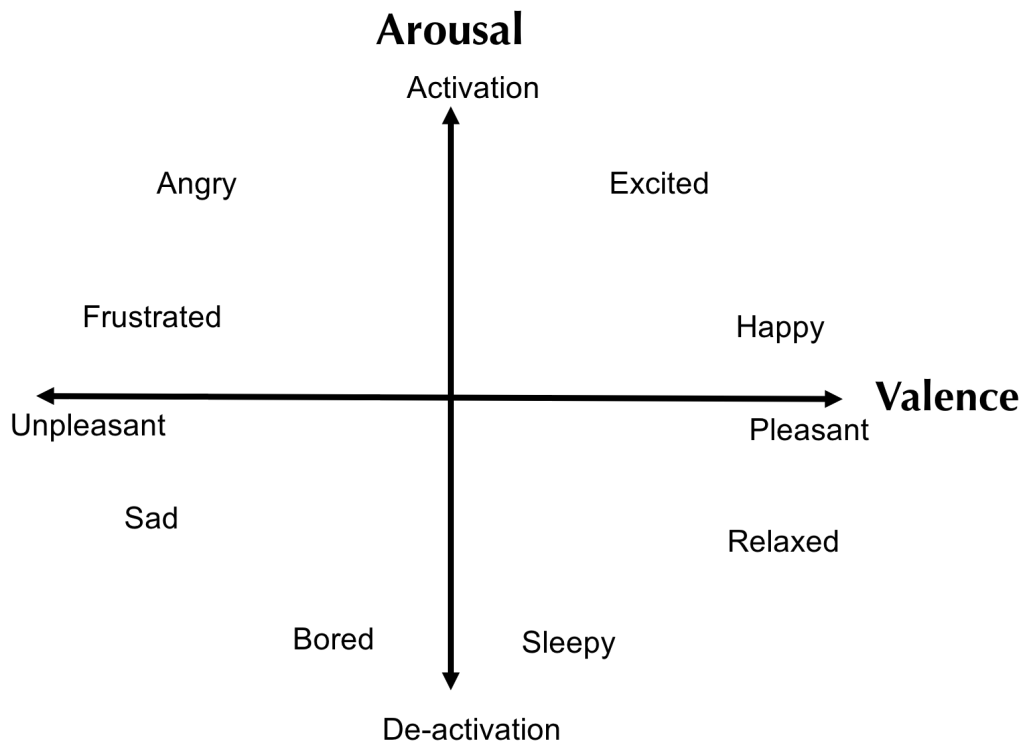 Arousal
Activation
Angry
Excited
Frustrated
Happy
Valence
Unpleasant
Pleasant
Sad
Relaxed
Bored
Sleepy
De-activation